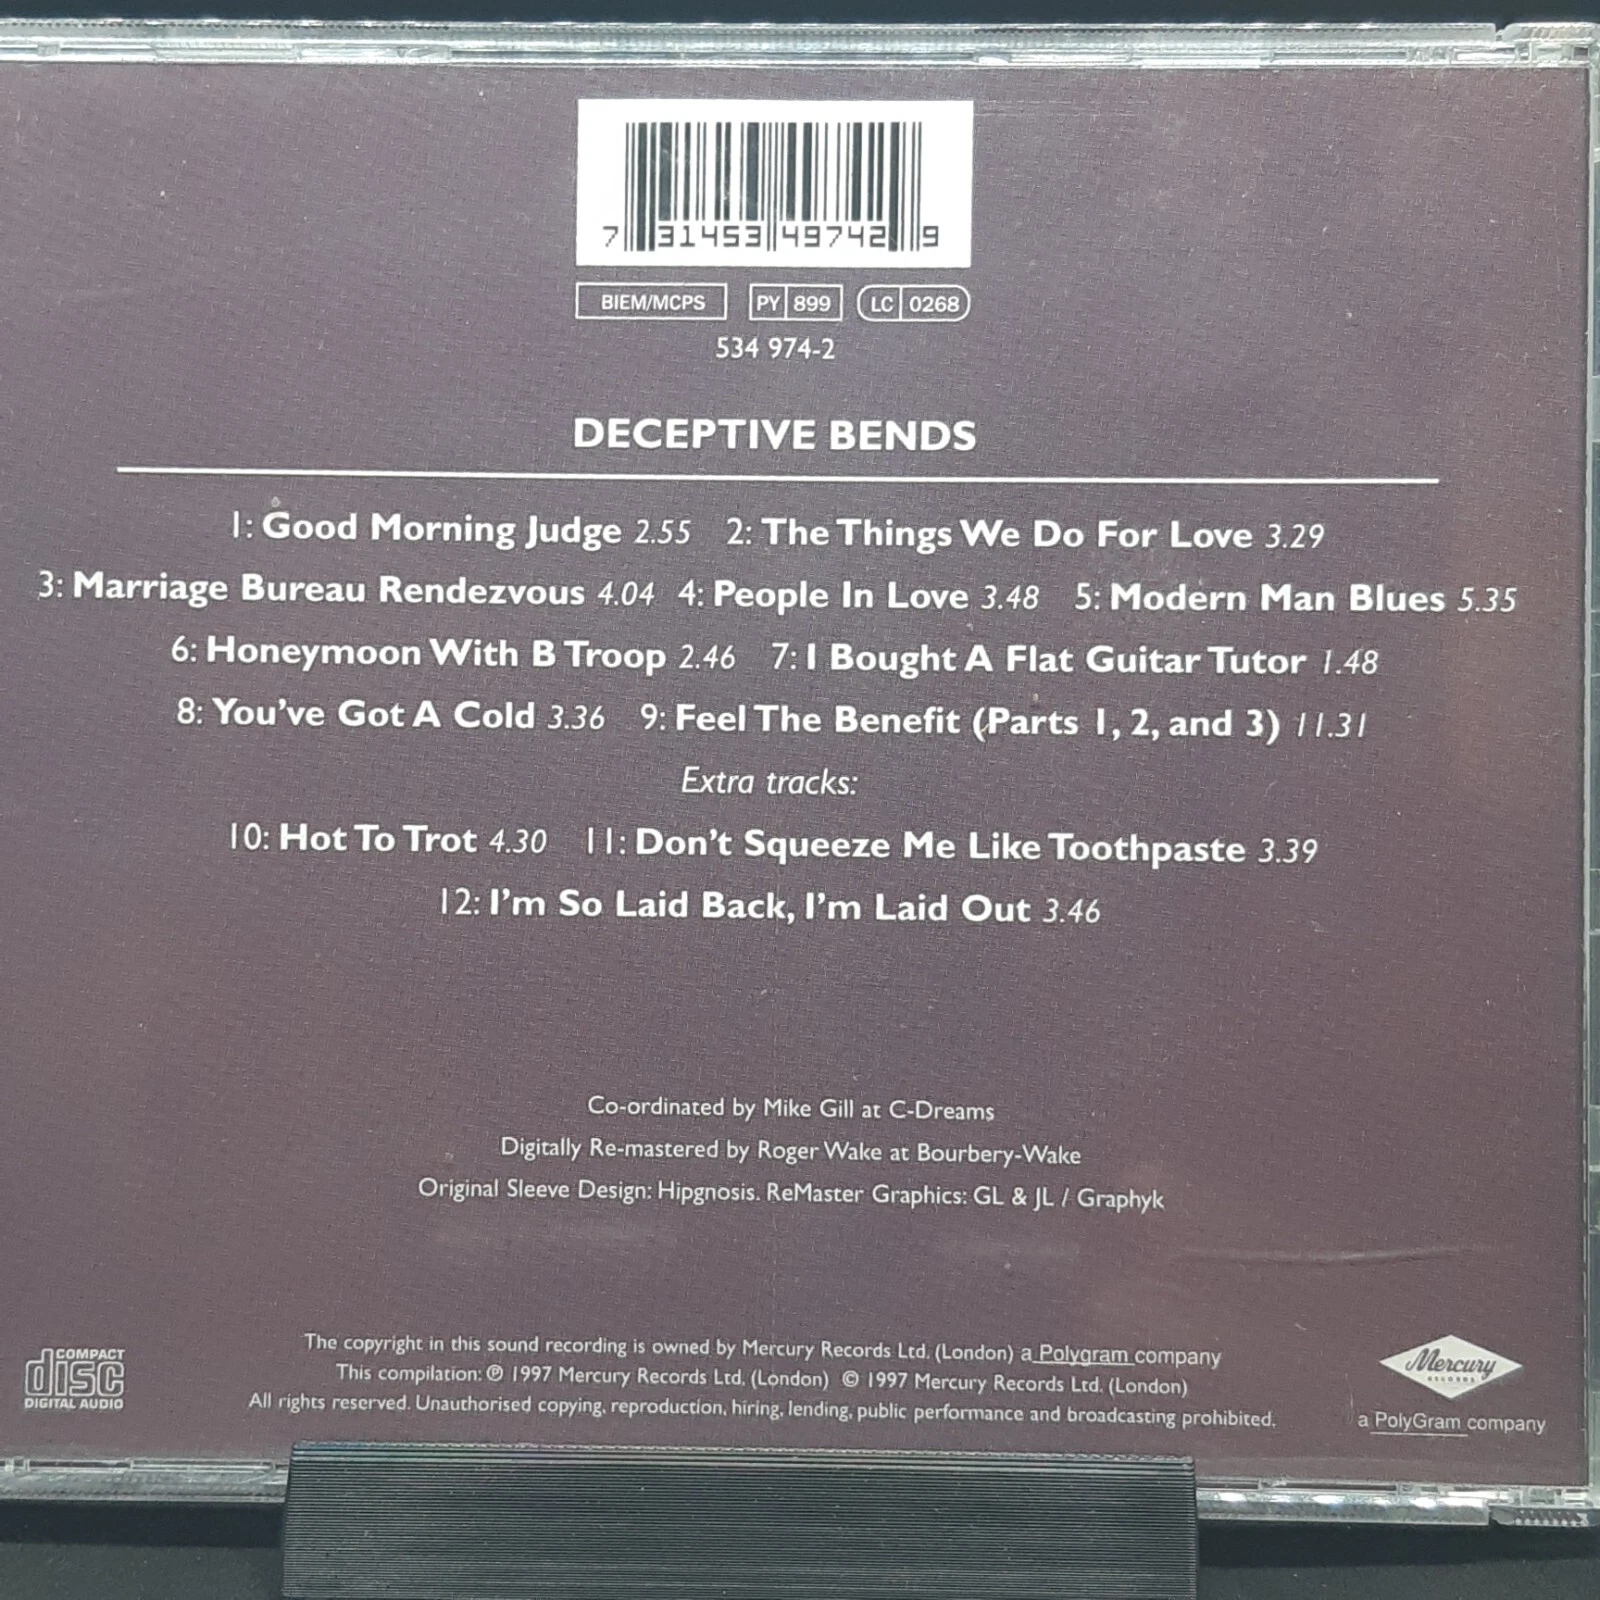 7 31453 49742 9
BIEM/MCPS PY 899 LC 0268
534 974-2
DECEPTIVE BENDS
1: Good Morning Judge 2.55 2: The Things We Do For Love 3.29
3: Marriage Bureau Rendezvous 4.04 4: People In Love 3.48 5: Modern Man Blues 5.35
6: Honeymoon With B Troop 2.46 7: I Bought A Flat Guitar Tutor 1.48
8: You've Got A Cold 3.36 9: Feel The Benefit (Parts 1, 2, and 3) 11.31
Extra tracks:
10: Hot To Trot 4.30 11: Don't Squeeze Me Like Toothpaste 3.39
12: I'm So Laid Back, I'm Laid Out 3.46
Co-ordinated by Mike Gill at C-Dreams
Digitally Re-mastered by Roger Wake at Bourbery-Wake
Original Sleeve Design: Hipgnosis. ReMaster Graphics: GL & JL / Graphyk
The copyright in this sound recording is owned by Mercury Records Ltd. (London) a Polygram company
This compilation: ℗ 1997 Mercury Records Ltd. (London) © 1997 Mercury Records Ltd. (London)
All rights reserved. Unauthorised copying, reproduction, hiring, lending, public performance and broadcasting prohibited.
COMPACT
disc
DIGITAL AUDIO
Mercury
RECORDS
a PolyGram company